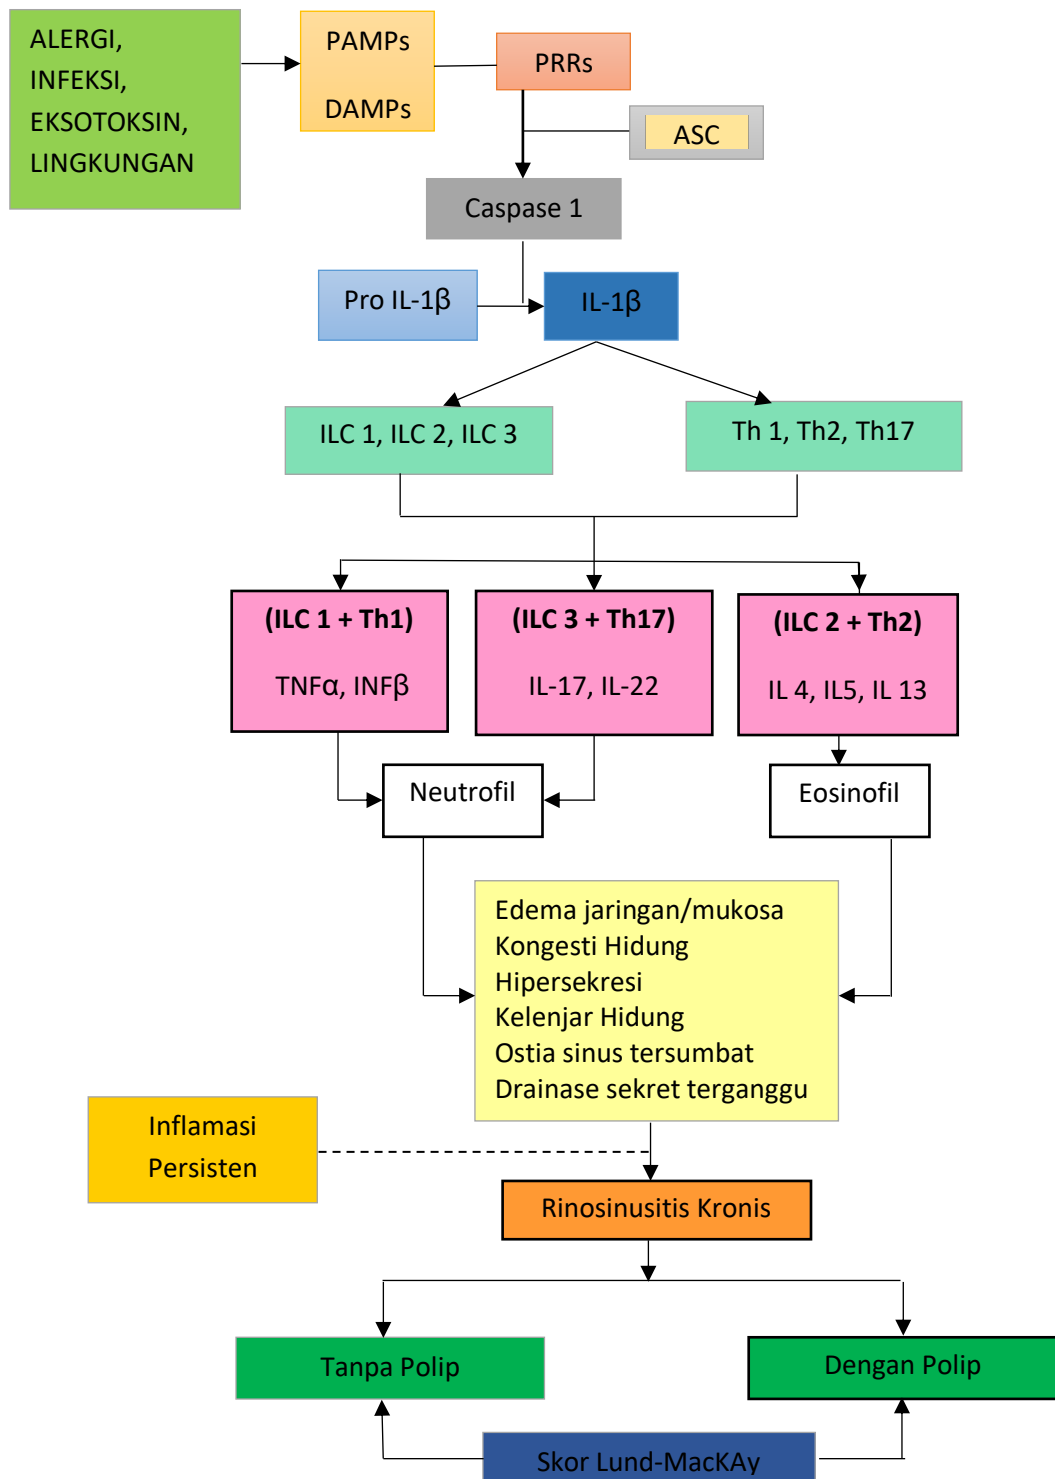 ALERGI,
INFEKSI,
EKSOTOKSIN,
LINGKUNGAN
PAMPs
DAMPs
PRRs
ASC
Caspase 1
Pro IL-1β
IL-1β
ILC 1, ILC 2, ILC 3
Th 1, Th2, Th17
(ILC 1 + Th1)
TNFα, INFβ
(ILC 3 + Th17)
IL-17, IL-22
(ILC 2 + Th2)
IL 4, IL5, IL 13
Neutrofil
Eosinofil
Edema jaringan/mukosa
Kongesti Hidung
Hipersekresi
Kelenjar Hidung
Ostia sinus tersumbat
Drainase sekret terganggu
Inflamasi
Persisten
Rinosinusitis Kronis
Tanpa Polip
Dengan Polip
Skor Lund-MacKAy